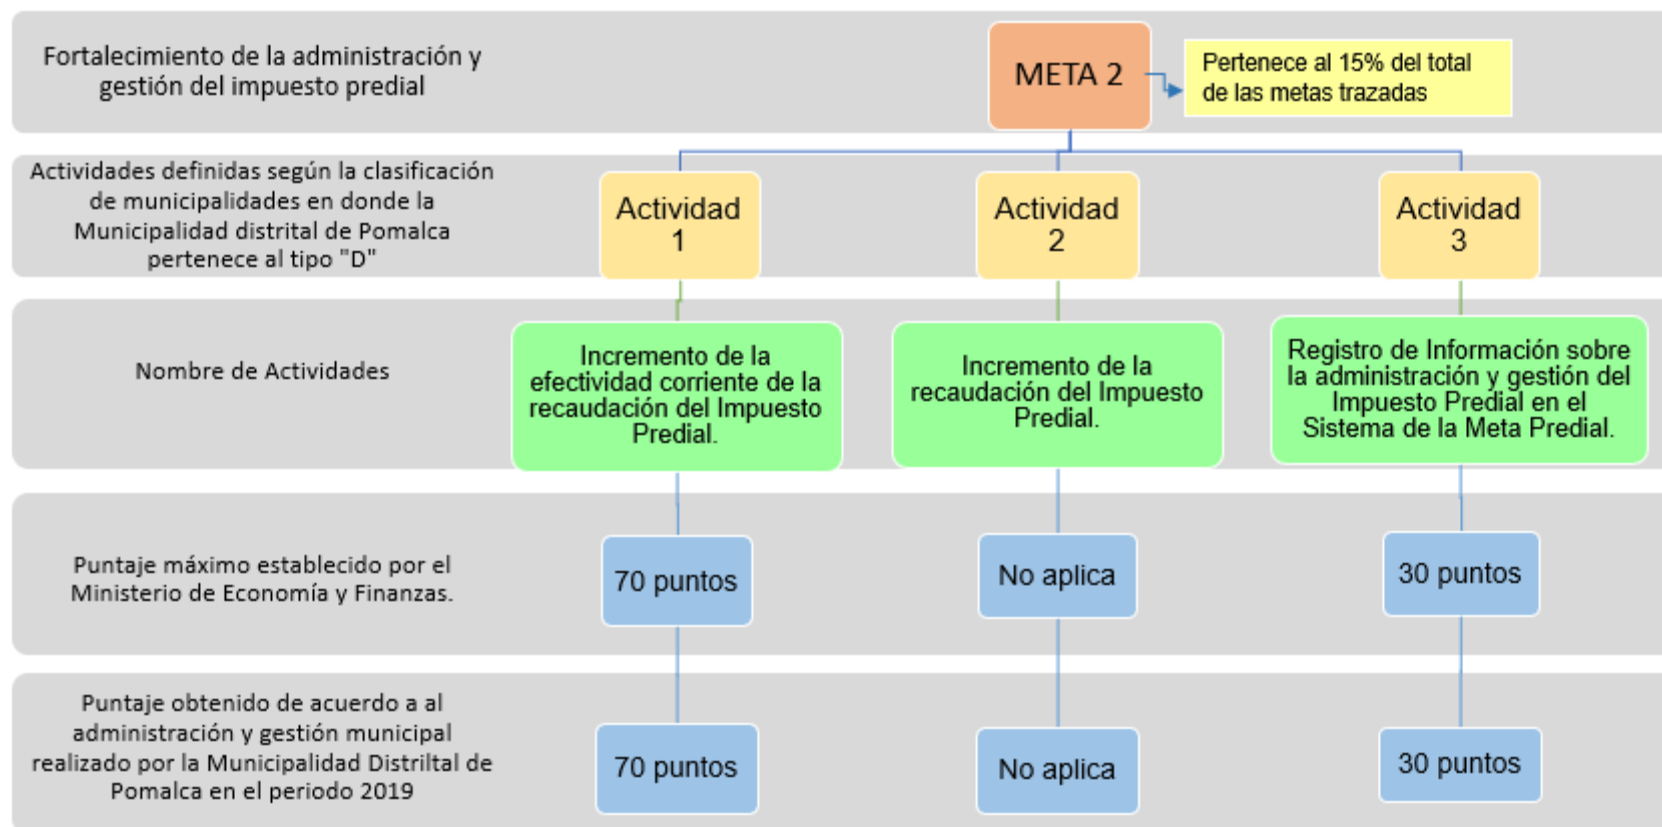 Fortalecimiento de la administración y
gestión del impuesto predial
META 2
Pertenece al 15% del total
de las metas trazadas
Actividades definidas según la clasificación
de municipalidades en donde la
Municipalidad distrital de Pomalca
pertenece al tipo "D"
Actividad
1
Actividad
2
Actividad
3
Nombre de Actividades
Incremento de la
efectividad corriente de la
recaudación del Impuesto
Predial.
Incremento de la
recaudación del Impuesto
Predial.
Registro de Información sobre
la administración y gestión del
Impuesto Predial en el
Sistema de la Meta Predial.
Puntaje máximo establecido por el
Ministerio de Economía y Finanzas.
70 puntos
No aplica
30 puntos
Puntaje obtenido de acuerdo a al
administración y gestión municipal
realizado por la Municipalidad Distriltal de
Pomalca en el periodo 2019
70 puntos
No aplica
30 puntos